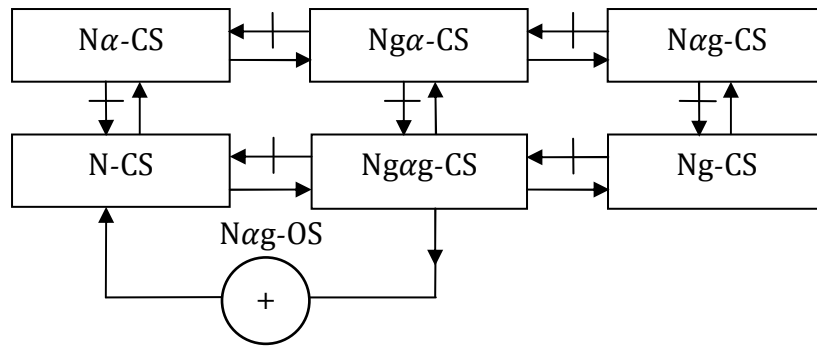 Nα-CS
Ngα-CS
Nαg-CS
N-CS
Ngαg-CS
Ng-CS
Nαg-OS
+